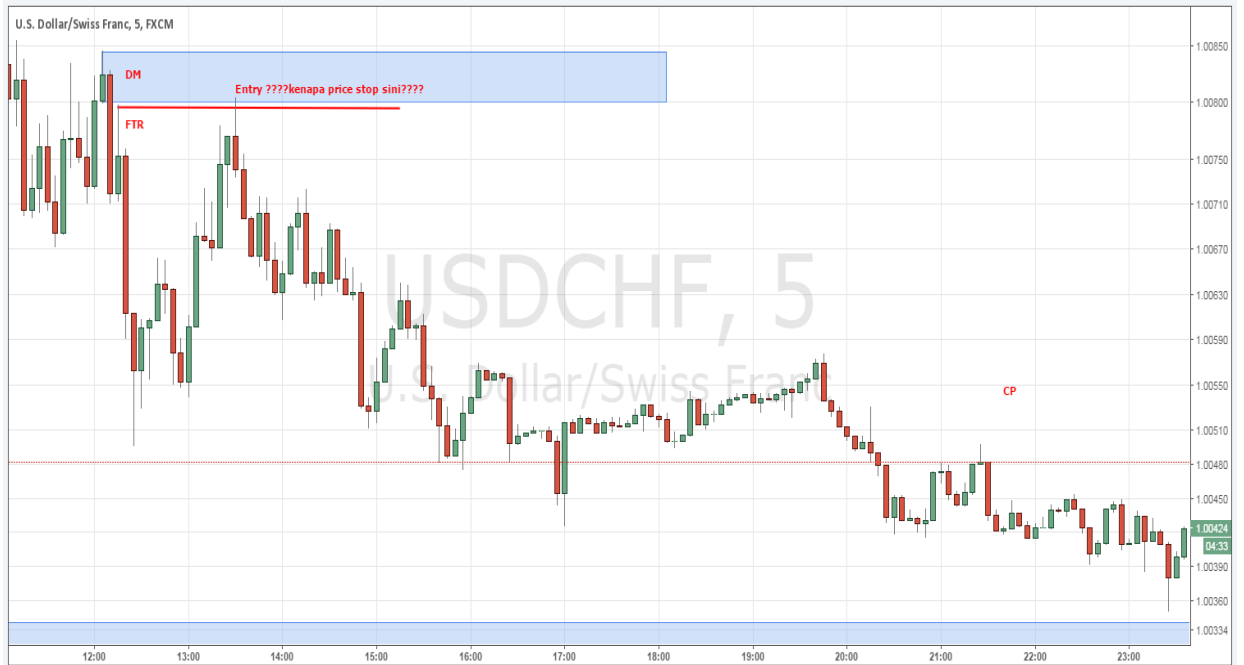 U.S. Dollar/Swiss Franc, 5, FXCM
DM
Entry ????kenapa price stop sini????
FTR
USDCHF, 5
U.S. Dollar/Swiss Franc
CP
1.00850
1.00800
1.00750
1.00710
1.00670
1.00630
1.00590
1.00550
1.00510
1.00480
1.00450
1.00424
04:33
1.00390
1.00360
1.00334
12:00 13:00 14:00 15:00 16:00 17:00 18:00 19:00 20:00 21:00 22:00 23:00